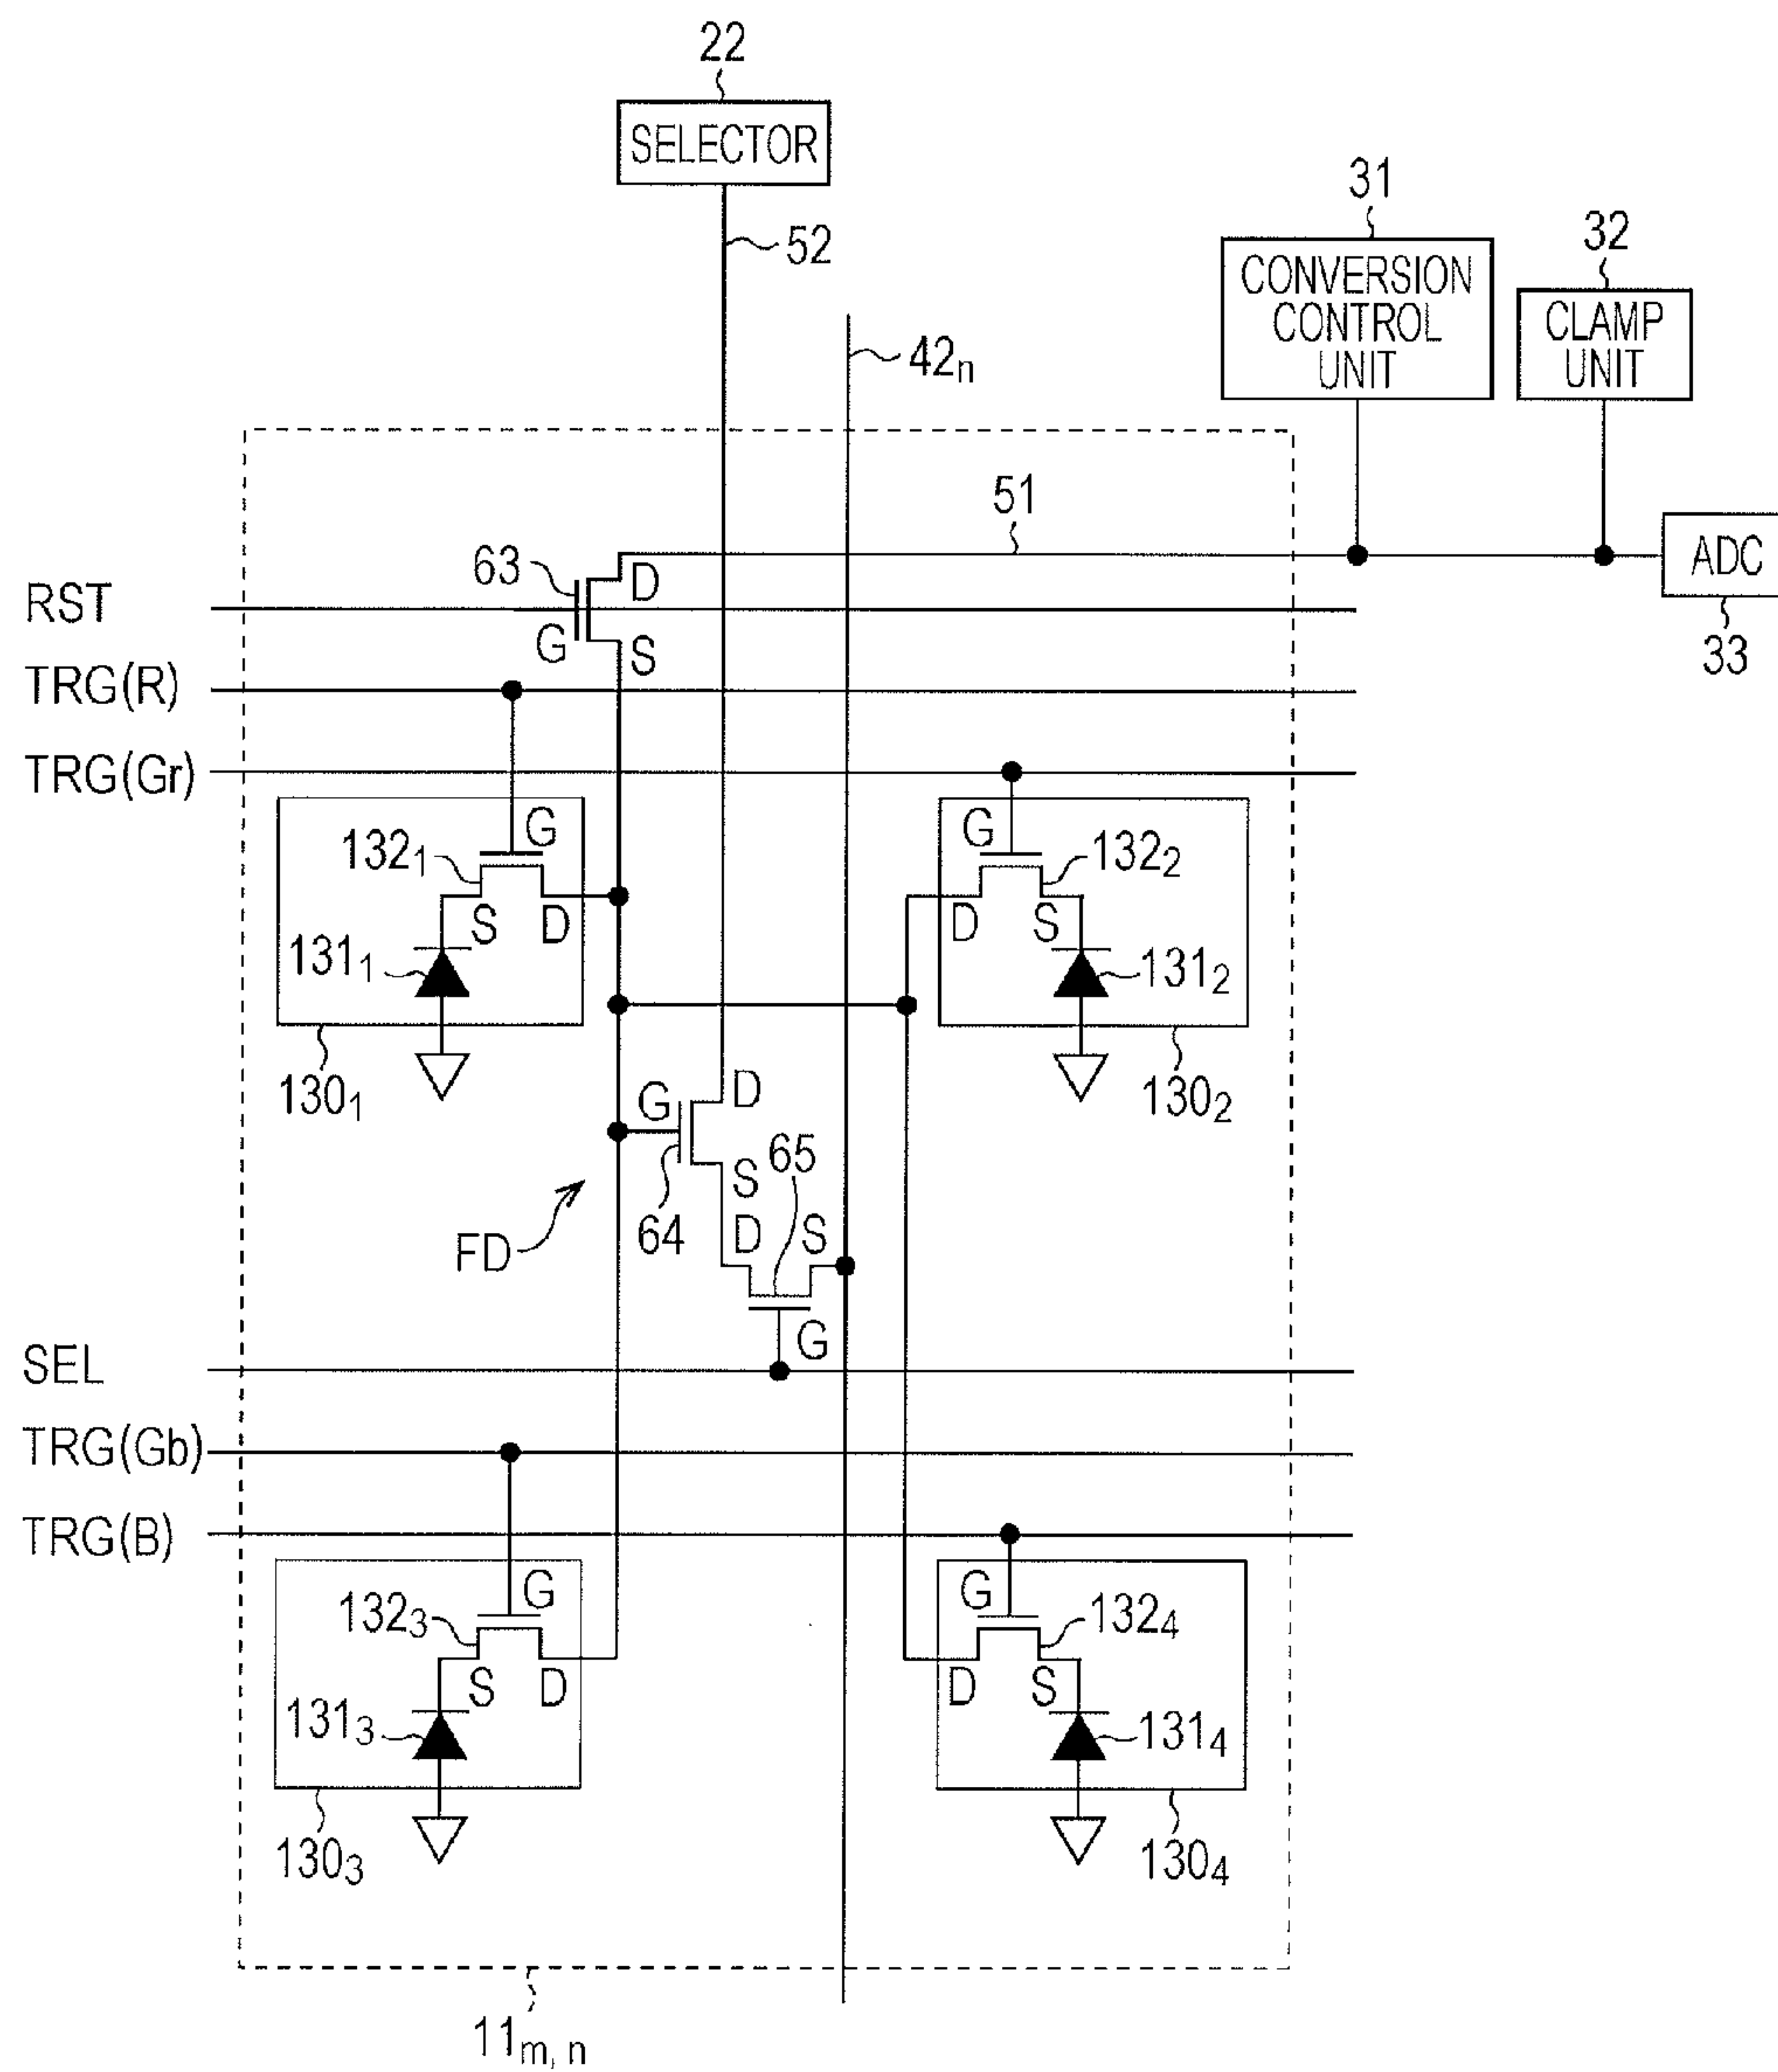 22
SELECTOR
52
31
CONVERSION
CONTROL
UNIT
32
CLAMP
UNIT
42n
51
ADC
33
63
D
RST
G
S
TRG(R)
TRG(Gr)
G
132₁
S
D
131₁
130₁
G
132₂
D
S
131₂
130₂
G
D
S
64
65
D
S
G
FD
SEL
TRG(Gb)
TRG(B)
G
132₃
S
D
131₃
130₃
G
132₄
D
S
131₄
130₄
11m, n